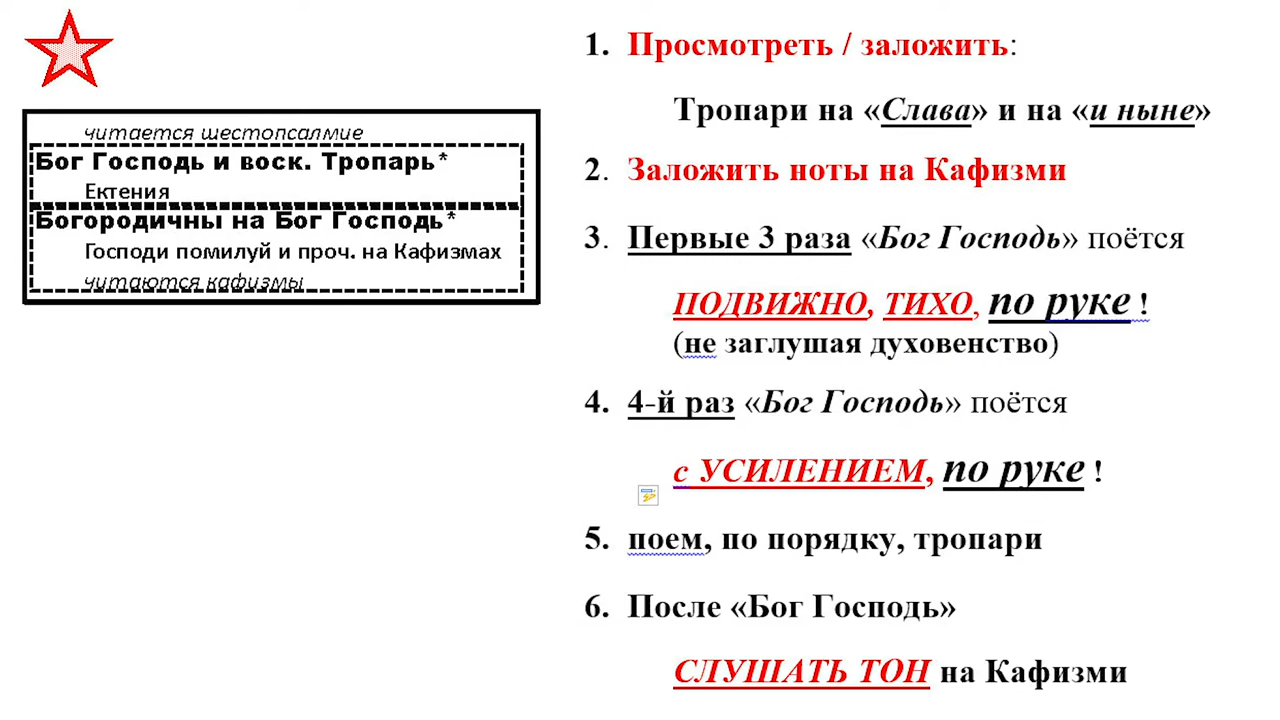 читается шестопсалмие
Бог Господь и воск. Тропарь*
Ектения
Богородичны на Бог Господь*
Господи помилуй и проч. на Кафизмах
читаются кафизмы
1. Просмотреть / заложить:
Тропари на «Слава» и на «и ныне»
2. Заложить ноты на Кафизми
3. Первые 3 раза «Бог Господь» поётся
ПОДВИЖНО, ТИХО, по руке !
(не заглушая духовенство)
4. 4-й раз «Бог Господь» поётся
с УСИЛЕНИЕМ, по руке !
5. поем, по порядку, тропари
6. После «Бог Господь»
СЛУШАТЬ ТОН на Кафизми